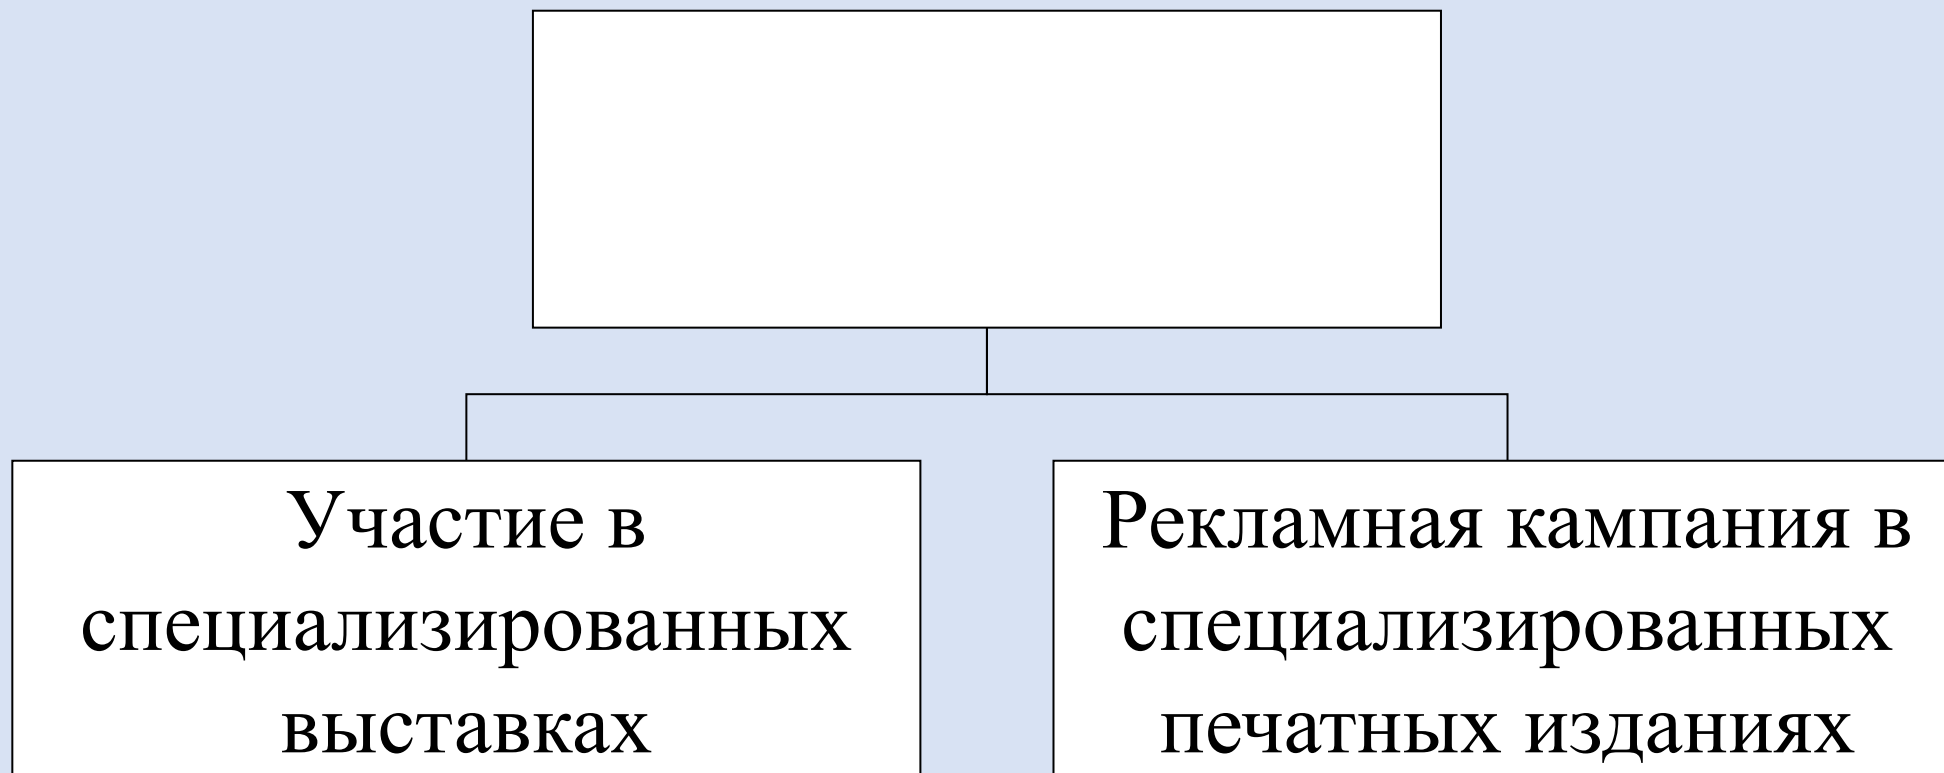 Участие в
специализированных
выставках
Рекламная кампания в
специализированных
печатных изданиях